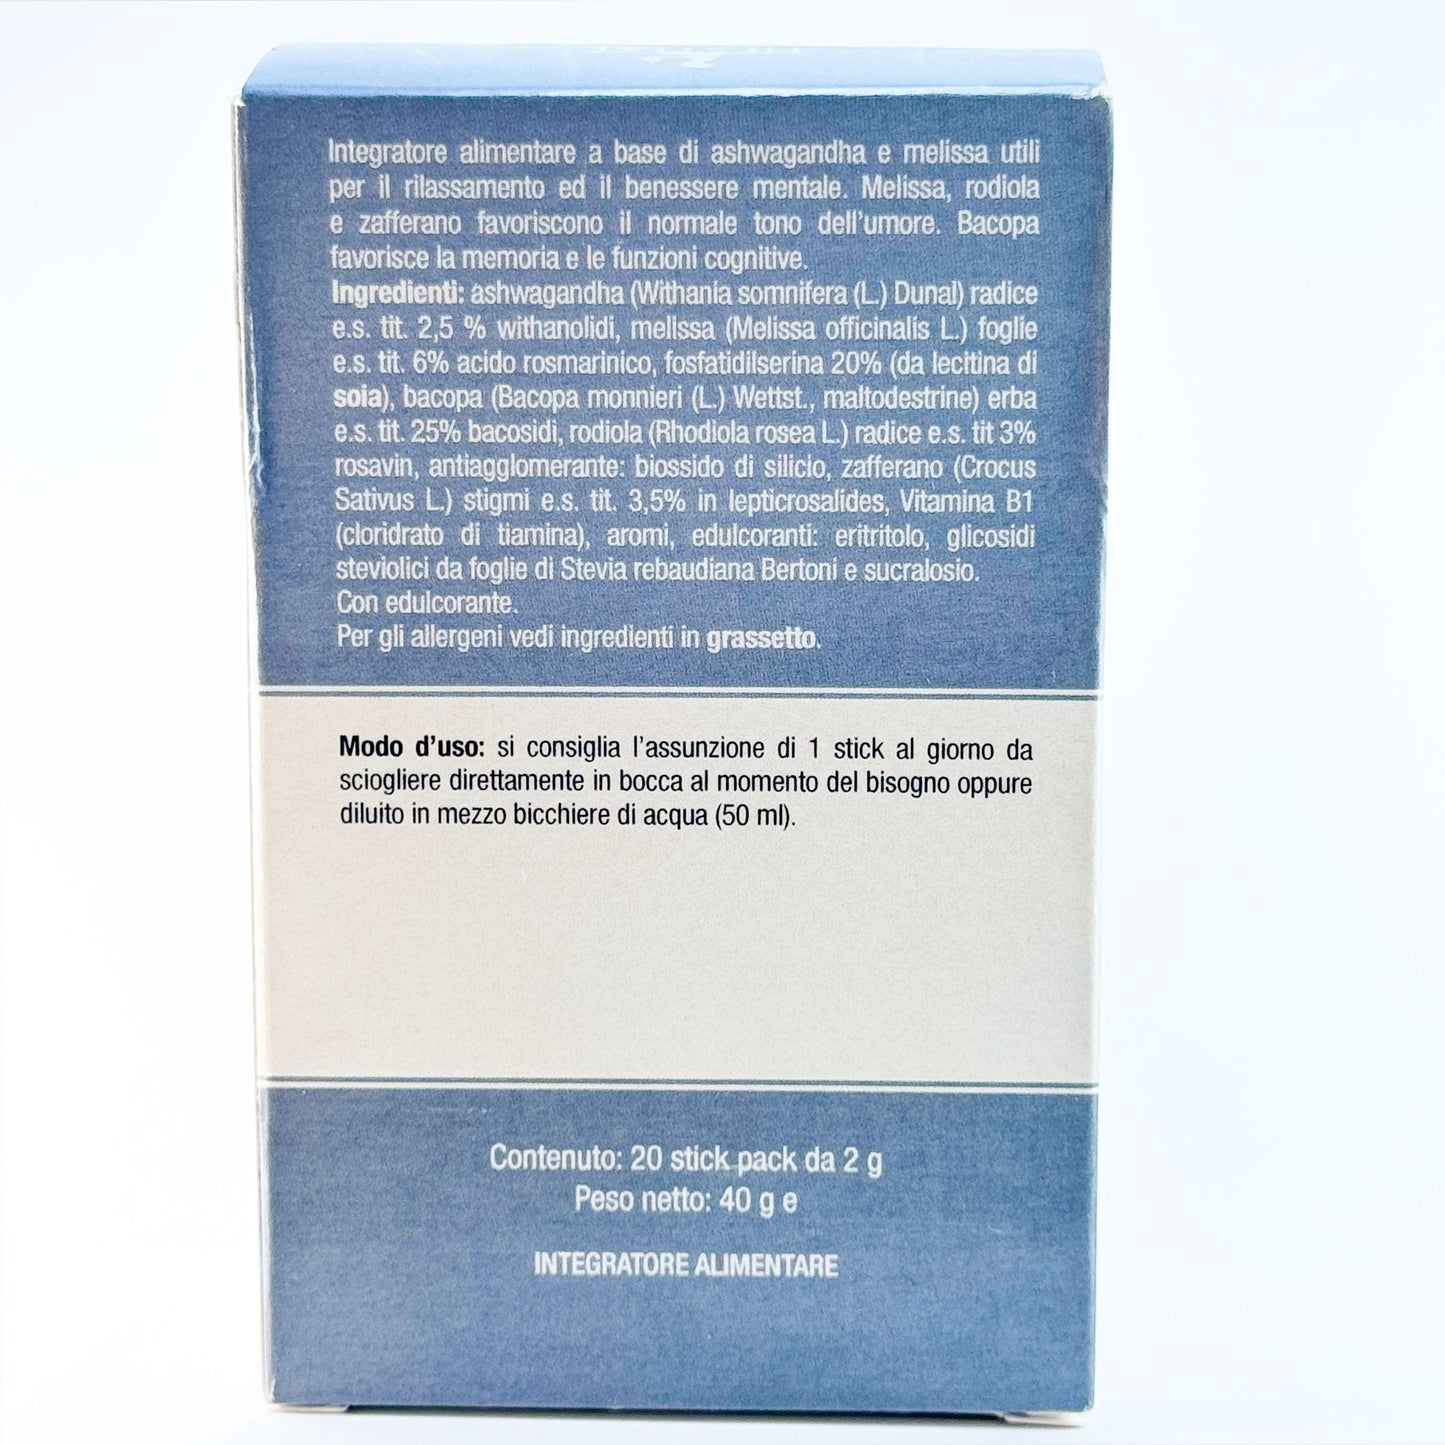 Integratore alimentare a base di ashwagandha e melissa utili
per il rilassamento ed il benessere mentale. Melissa, rodiola
e zafferano favoriscono il normale tono dell'umore. Bacopa
favorisce la memoria e le funzioni cognitive.
Ingredienti: ashwagandha (Withania somnifera (L.) Dunal) radice
e.s. tit. 2,5 % withanolidi, melissa (Melissa officinalis L.) foglie
e.s. tit. 6% acido rosmarinico, fosfatidilserina 20% (da lecitina di
soia), bacopa (Bacopa monnieri (L.) Wettst., maltodestrine) erba
e.s. tit. 25% bacosidi, rodiola (Rhodiola rosea L.) radice e.s. tit 3%
rosavin, antiagglomerante: biossido di silicio, zafferano (Crocus
Sativus L.) stigmi e.s. tit. 3,5% in lepticrosalides, Vitamina B1
(cloridrato di tiamina), aromi, edulcoranti: eritritolo, glicosidi
steviolici da foglie di Stevia rebaudiana Bertoni e sucralosio.
Con edulcorante.
Per gli allergeni vedi ingredienti in grassetto.
Modo d'uso: si consiglia l'assunzione di 1 stick al giorno da
sciogliere direttamente in bocca al momento del bisogno oppure
diluito in mezzo bicchiere di acqua (50 ml).
Contenuto: 20 stick pack da 2 g
Peso netto: 40 g e
INTEGRATORE ALIMENTARE